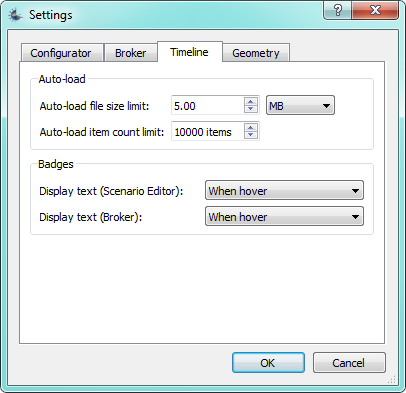 Settings
Configurator Broker Timeline Geometry
Auto-load
Auto-load file size limit: 5.00 MB
Auto-load item count limit: 10000 items
Badges
Display text (Scenario Editor): When hover
Display text (Broker): When hover
OK Cancel